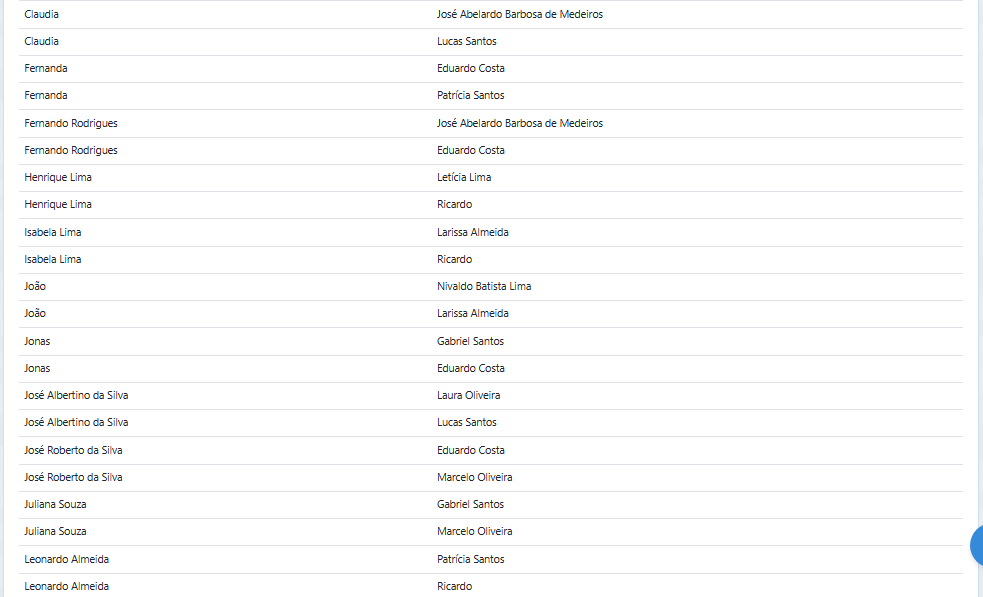 Claudia José Abelardo Barbosa de Medeiros
Claudia Lucas Santos
Fernanda Eduardo Costa
Fernanda Patrícia Santos
Fernando Rodrigues José Abelardo Barbosa de Medeiros
Fernando Rodrigues Eduardo Costa
Henrique Lima Letícia Lima
Henrique Lima Ricardo
Isabela Lima Larissa Almeida
Isabela Lima Ricardo
João Nivaldo Batista Lima
João Larissa Almeida
Jonas Gabriel Santos
Jonas Eduardo Costa
José Albertino da Silva Laura Oliveira
José Albertino da Silva Lucas Santos
José Roberto da Silva Eduardo Costa
José Roberto da Silva Marcelo Oliveira
Juliana Souza Gabriel Santos
Juliana Souza Marcelo Oliveira
Leonardo Almeida Patrícia Santos
Leonardo Almeida Ricardo